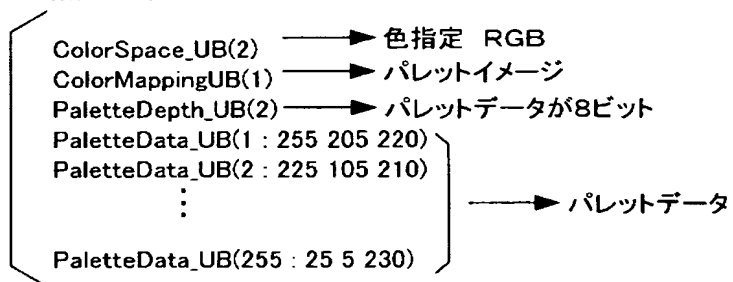 ColorSpace_UB(2) → 色指定 RGB
ColorMappingUB(1) → パレットイメージ
PaletteDepth_UB(2) → パレットデータが8ビット
PaletteData_UB(1 : 255 205 220)
PaletteData_UB(2 : 225 105 210)
⋮
→ パレットデータ
PaletteData_UB(255 : 25 5 230)